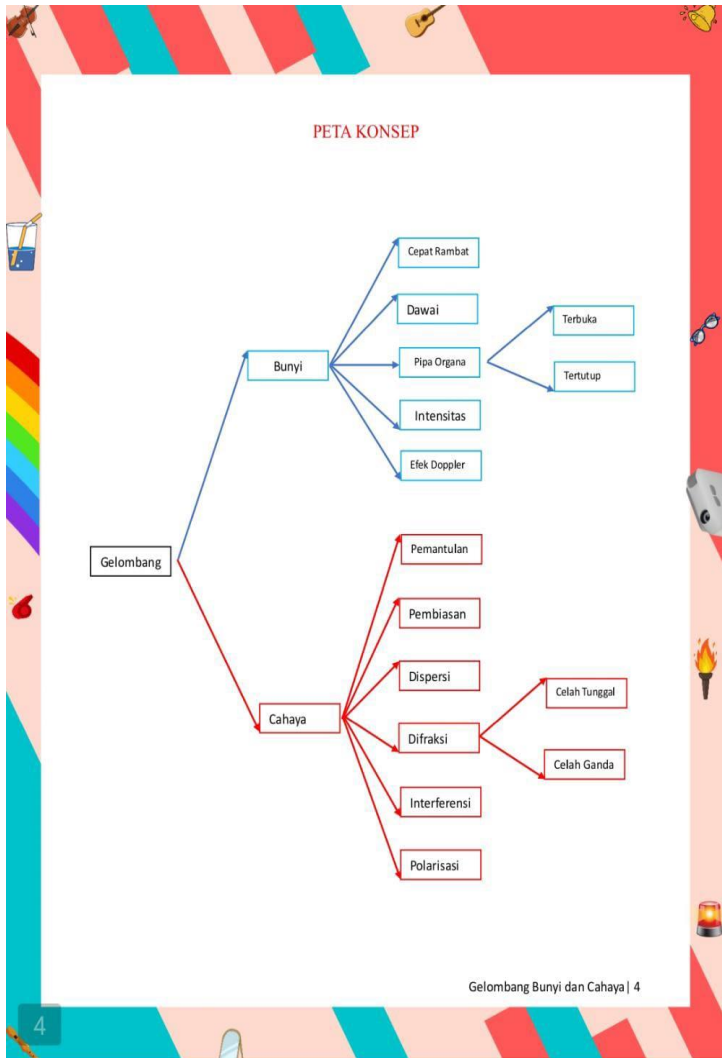 PETA KONSEP
Cepat Rambat
Dawai
Terbuka
Bunyi
Pipa Organa
Tertutup
Intensitas
Efek Doppler
Gelombang
Pemantulan
Pembiasan
Dispersi
Celah Tunggal
Cahaya
Difraksi
Celah Ganda
Interferensi
Polarisasi
Gelombang Bunyi dan Cahaya| 4
4